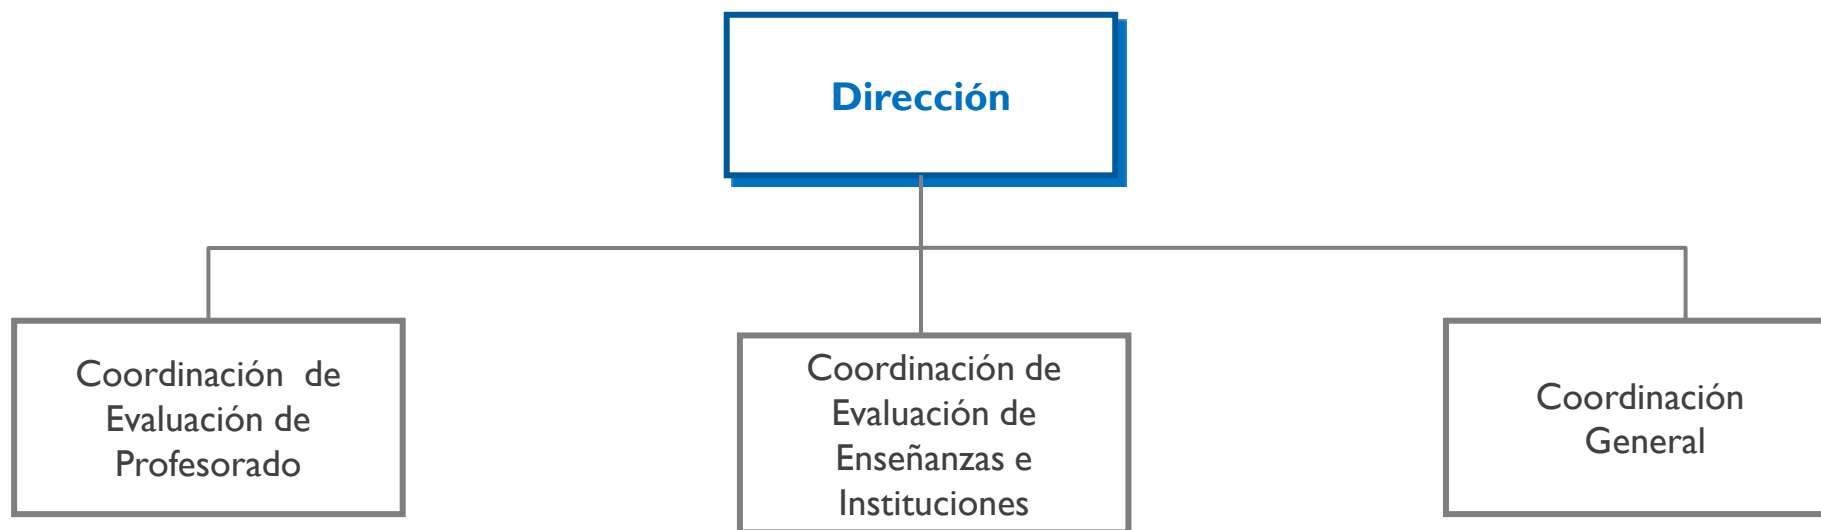 Dirección
Coordinación de
Evaluación de
Profesorado
Coordinación de
Evaluación de
Enseñanzas e
Instituciones
Coordinación
General